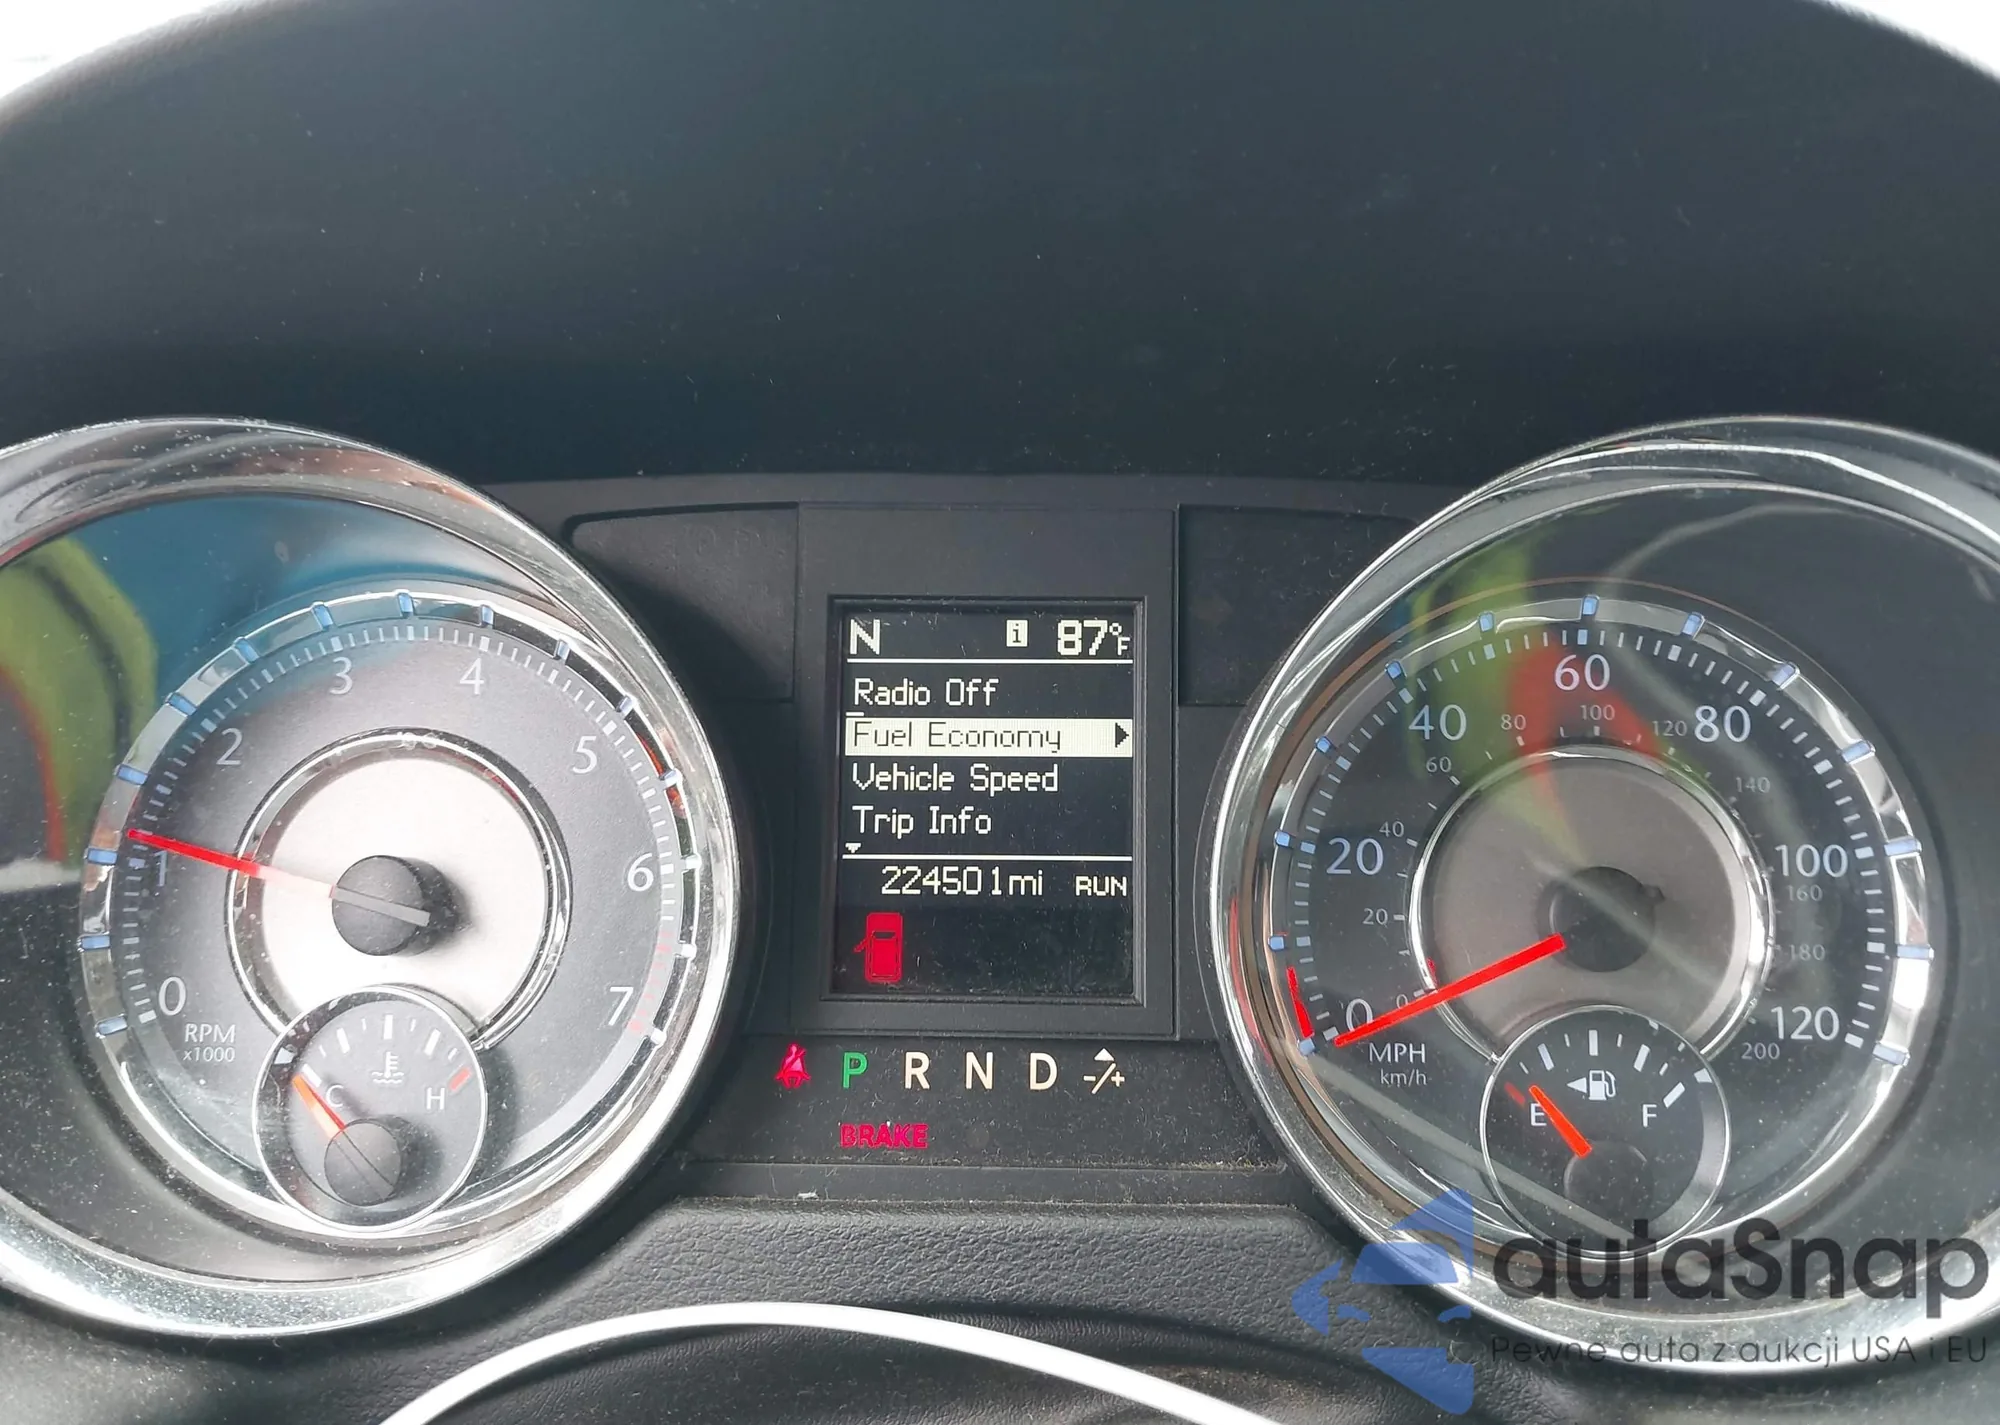 N i 87°F
Radio Off
Fuel Economy
Vehicle Speed
Trip Info
224501mi RUN
P R N D -/+
BRAKE
0 1 2 3 4 5 6 7
RPM
x1000
C H
0 20 40 60 80 100 120
0 20 40 60 80 100 120 140 160 180 200
MPH
km/h
E F
autaSnap
Pewne auta z aukcji USA i EU